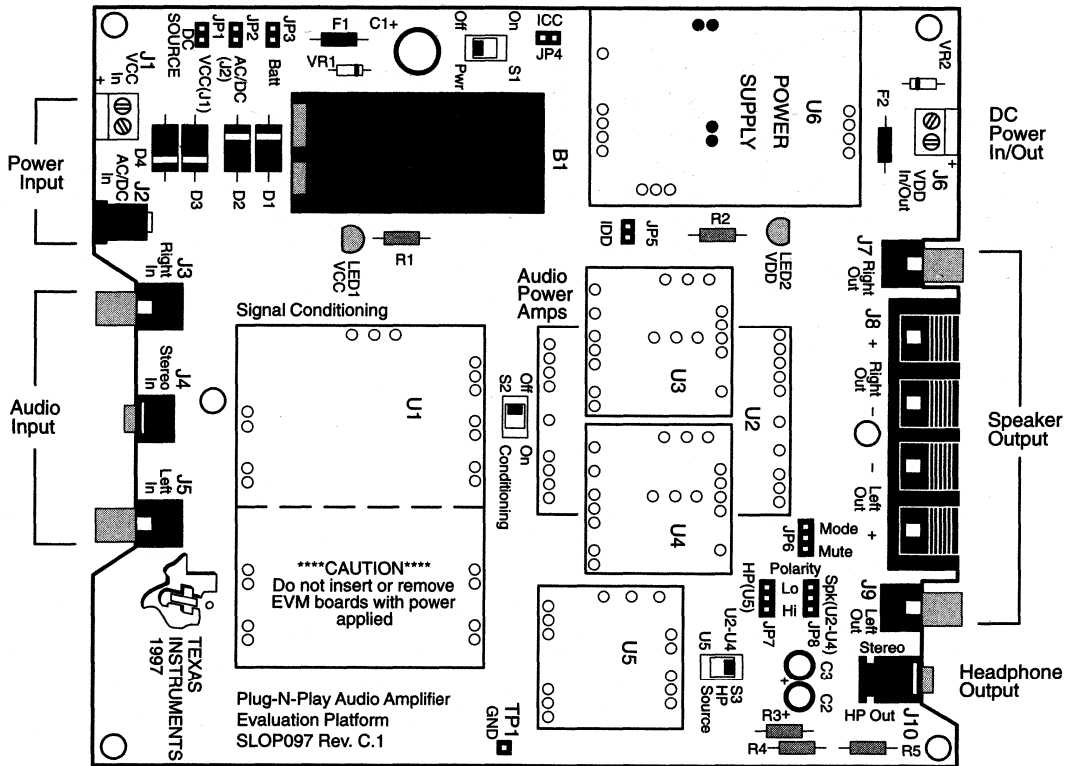 DC
SOURCE
JP1
VCC(J1)
JP2
AC/DC
(J2)
JP3
Batt
F1
VR1
C1+
Off
On
Pwr
S1
ICC
JP4
U6
POWER
SUPPLY
VR2
F2
J6
VDD
In/Out
+
DC
Power
In/Out
J1
VCC
In
+
Power
Input
D4
D3
D2
D1
B1
AC/DC
In
J2
LED1
VCC
R1
IDD
JP5
R2
LED2
VDD
J7
Right
Out
J3
Right
In
Signal Conditioning
Audio
Power
Amps
J8
+
Right
Out
-
-
Left
Out
+
Speaker
Output
J4
Stereo
In
Audio
Input
J5
Left
In
U1
Off
S2
On
Conditioning
U3
U2
U4
JP6
Mode
Mute
****CAUTION****
Do not insert or remove
EVM boards with power
applied
Polarity
HP(U5)
Lo
Hi
JP7
Spk(U2-U4)
JP8
J9
Left
Out
TEXAS
INSTRUMENTS
1997
U5
U5
U2-U4
S3
HP
Source
C3
+
C2
Stereo
HP Out
J10
Headphone
Output
Plug-N-Play Audio Amplifier
Evaluation Platform
SLOP097 Rev. C.1
TP1
GND
R3+
R4
R5